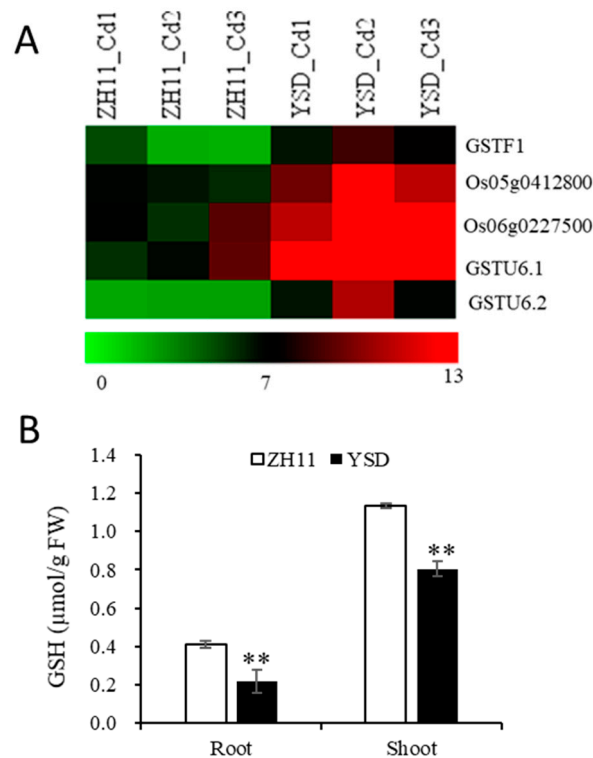 A
ZH11_Cd1
ZH11_Cd2
ZH11_Cd3
YSD_Cd1
YSD_Cd2
YSD_Cd3
GSTF1
Os05g0412800
Os06g0227500
GSTU6.1
GSTU6.2
0
7
13
B
ZH11
YSD
GSH (μmol/g FW)
1.4
1.2
1.0
0.8
0.6
0.4
0.2
0.0
**
**
Root
Shoot